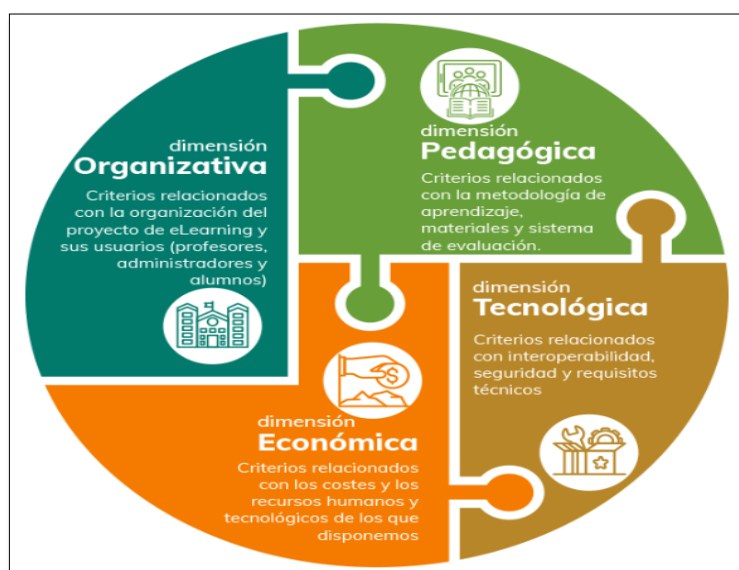 dimensión
Organizativa
Criterios relacionados
con la organización del
proyecto de eLearning y
sus usuarios (profesores,
administradores y
alumnos)
dimensión
Pedagógica
Criterios relacionados
con la metodología de
aprendizaje,
materiales y sistema
de evaluación.
dimensión
Económica
Criterios relacionados
con los costes y los
recursos humanos y
tecnológicos de los que
disponemos
dimensión
Tecnológica
Criterios relacionados
con interoperabilidad,
seguridad y requisitos
técnicos